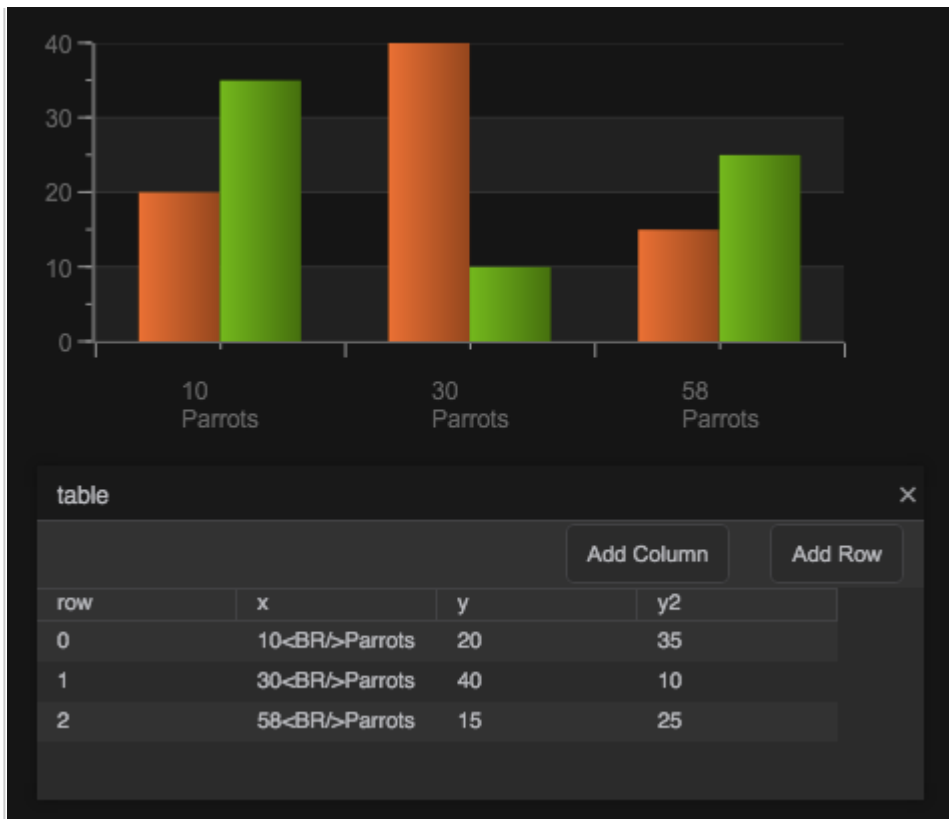 40
30
20
10
0
10 30 58
Parrots Parrots Parrots
table ×
Add Column Add Row
row x y y2
0 10<BR/>Parrots 20 35
1 30<BR/>Parrots 40 10
2 58<BR/>Parrots 15 25